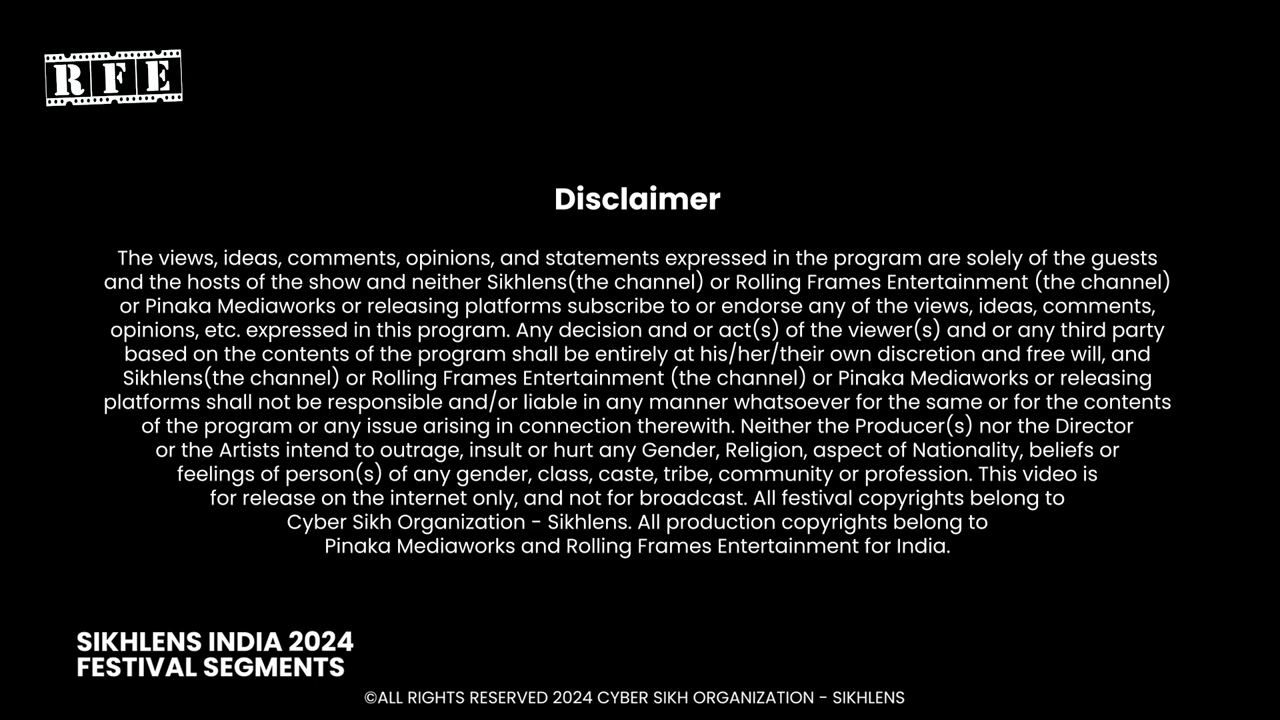 R F E
Disclaimer
The views, ideas, comments, opinions, and statements expressed in the program are solely of the guests
and the hosts of the show and neither Sikhlens(the channel) or Rolling Frames Entertainment (the channel)
or Pinaka Mediaworks or releasing platforms subscribe to or endorse any of the views, ideas, comments,
opinions, etc. expressed in this program. Any decision and or act(s) of the viewer(s) and or any third party
based on the contents of the program shall be entirely at his/her/their own discretion and free will, and
Sikhlens(the channel) or Rolling Frames Entertainment (the channel) or Pinaka Mediaworks or releasing
platforms shall not be responsible and/or liable in any manner whatsoever for the same or for the contents
of the program or any issue arising in connection therewith. Neither the Producer(s) nor the Director
or the Artists intend to outrage, insult or hurt any Gender, Religion, aspect of Nationality, beliefs or
feelings of person(s) of any gender, class, caste, tribe, community or profession. This video is
for release on the internet only, and not for broadcast. All festival copyrights belong to
Cyber Sikh Organization - Sikhlens. All production copyrights belong to
Pinaka Mediaworks and Rolling Frames Entertainment for India.
SIKHLENS INDIA 2024
FESTIVAL SEGMENTS
©ALL RIGHTS RESERVED 2024 CYBER SIKH ORGANIZATION - SIKHLENS